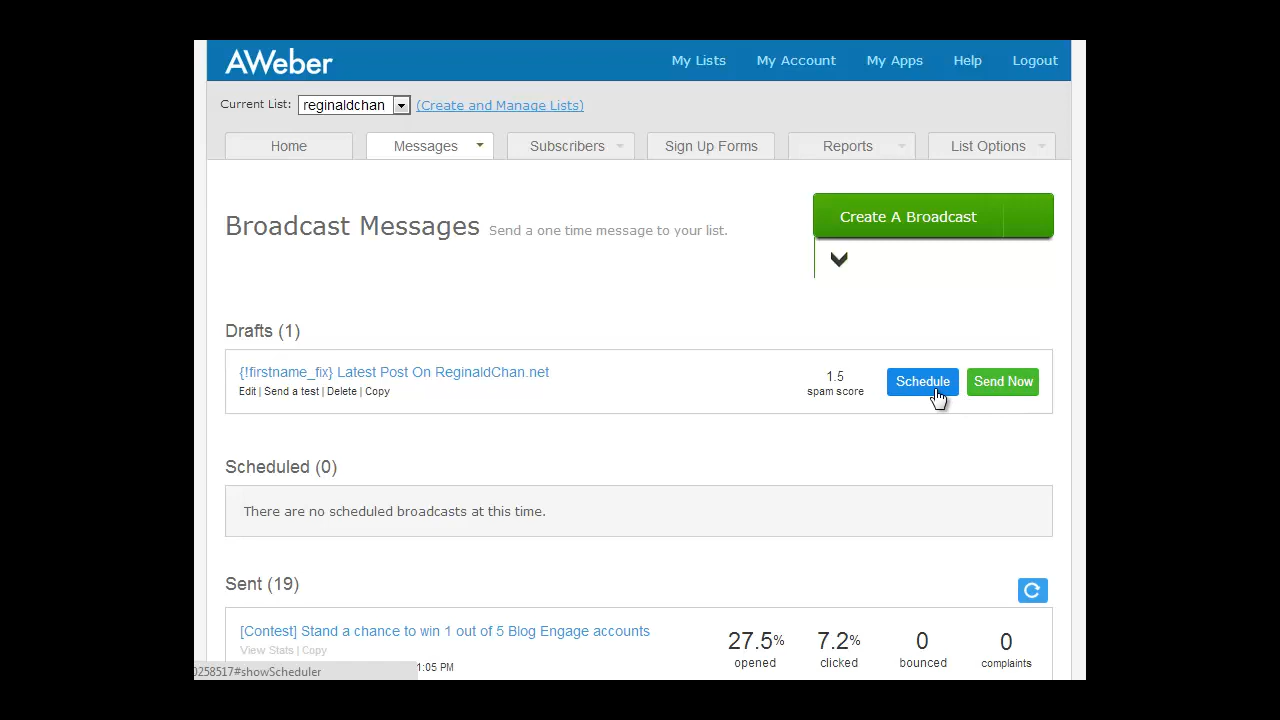 AWeber My Lists My Account My Apps Help Logout
Current List: reginaldchan (Create and Manage Lists)
Home Messages Subscribers Sign Up Forms Reports List Options
Broadcast Messages Send a one time message to your list. Create A Broadcast
Drafts (1)
{!firstname_fix} Latest Post On ReginaldChan.net 1.5 Schedule Send Now
Edit | Send a test | Delete | Copy spam score
Scheduled (0)
There are no scheduled broadcasts at this time.
Sent (19)
[Contest] Stand a chance to win 1 out of 5 Blog Engage accounts 27.5% 7.2% 0 0
View Stats | Copy opened clicked bounced complaints
0258517#showScheduler 1:05 PM